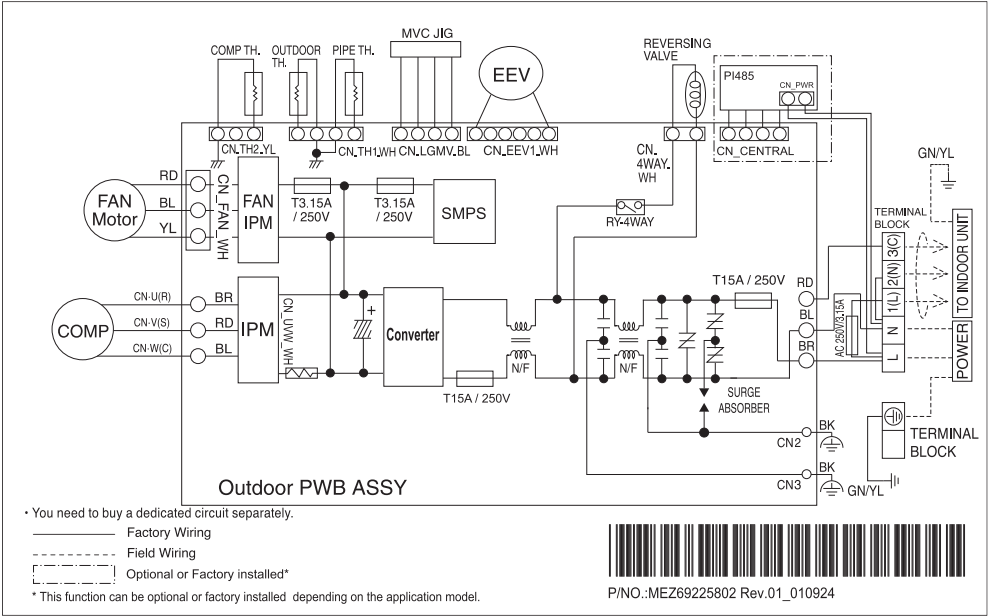 MVC JIG
COMP TH.
OUTDOOR
TH.
PIPE TH.
EEV
REVERSING
VALVE
PI485
CN_PWR
CN_TH2_YL
CN_TH1_WH
CN_LGMV_BL
CN_EEV1_WH
CN_
4WAY_
WH
CN_CENTRAL
GN/YL
FAN
Motor
RD
BL
YL
CN_FAN_WH
FAN
IPM
T3.15A
/ 250V
T3.15A
/ 250V
SMPS
RY-4WAY
TERMINAL
BLOCK
3(C)
2(N)
1(L)
N
L
TO INDOOR UNIT
POWER
AC 250V/3.15A
T15A / 250V
RD
BL
BR
COMP
CN-U(R)
CN-V(S)
CN-W(C)
BR
RD
BL
IPM
CN_UVW_WH
+
Converter
N/F
N/F
T15A / 250V
SURGE
ABSORBER
CN2
BK
CN3
BK
TERMINAL
BLOCK
GN/YL
Outdoor PWB ASSY
• You need to buy a dedicated circuit separately.
Factory Wiring
Field Wiring
Optional or Factory installed*
* This function can be optional or factory installed depending on the application model.
P/NO.:MEZ69225802 Rev.01_010924